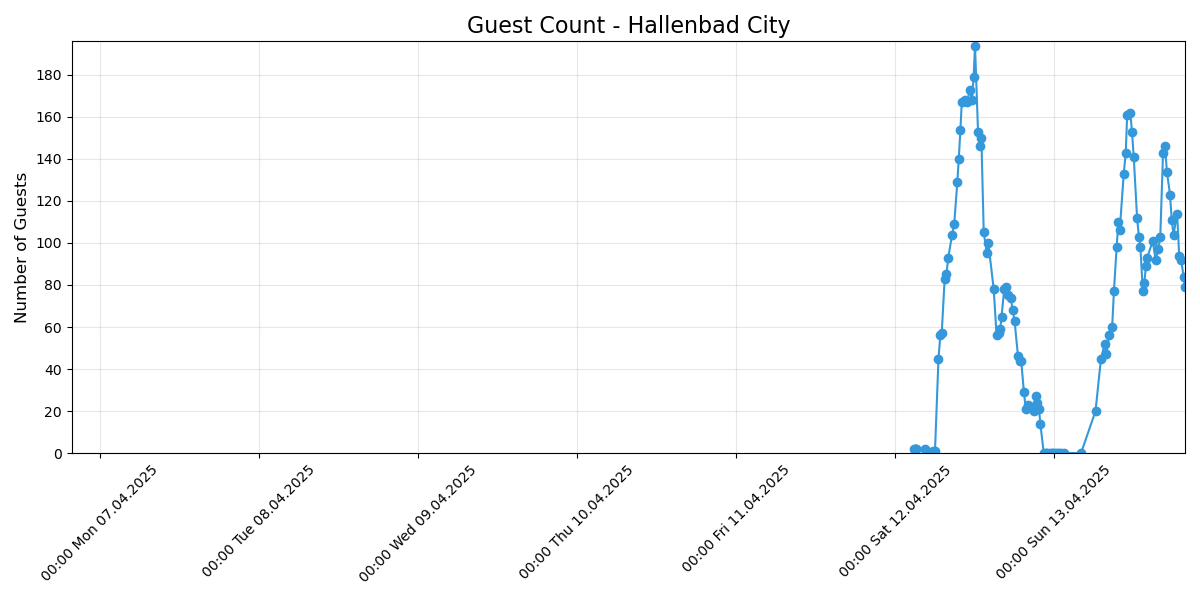 Guest Count - Hallenbad City
Number of Guests
180
160
140
120
100
80
60
40
20
0
00:00 Mon 07.04.2025
00:00 Tue 08.04.2025
00:00 Wed 09.04.2025
00:00 Thu 10.04.2025
00:00 Fri 11.04.2025
00:00 Sat 12.04.2025
00:00 Sun 13.04.2025